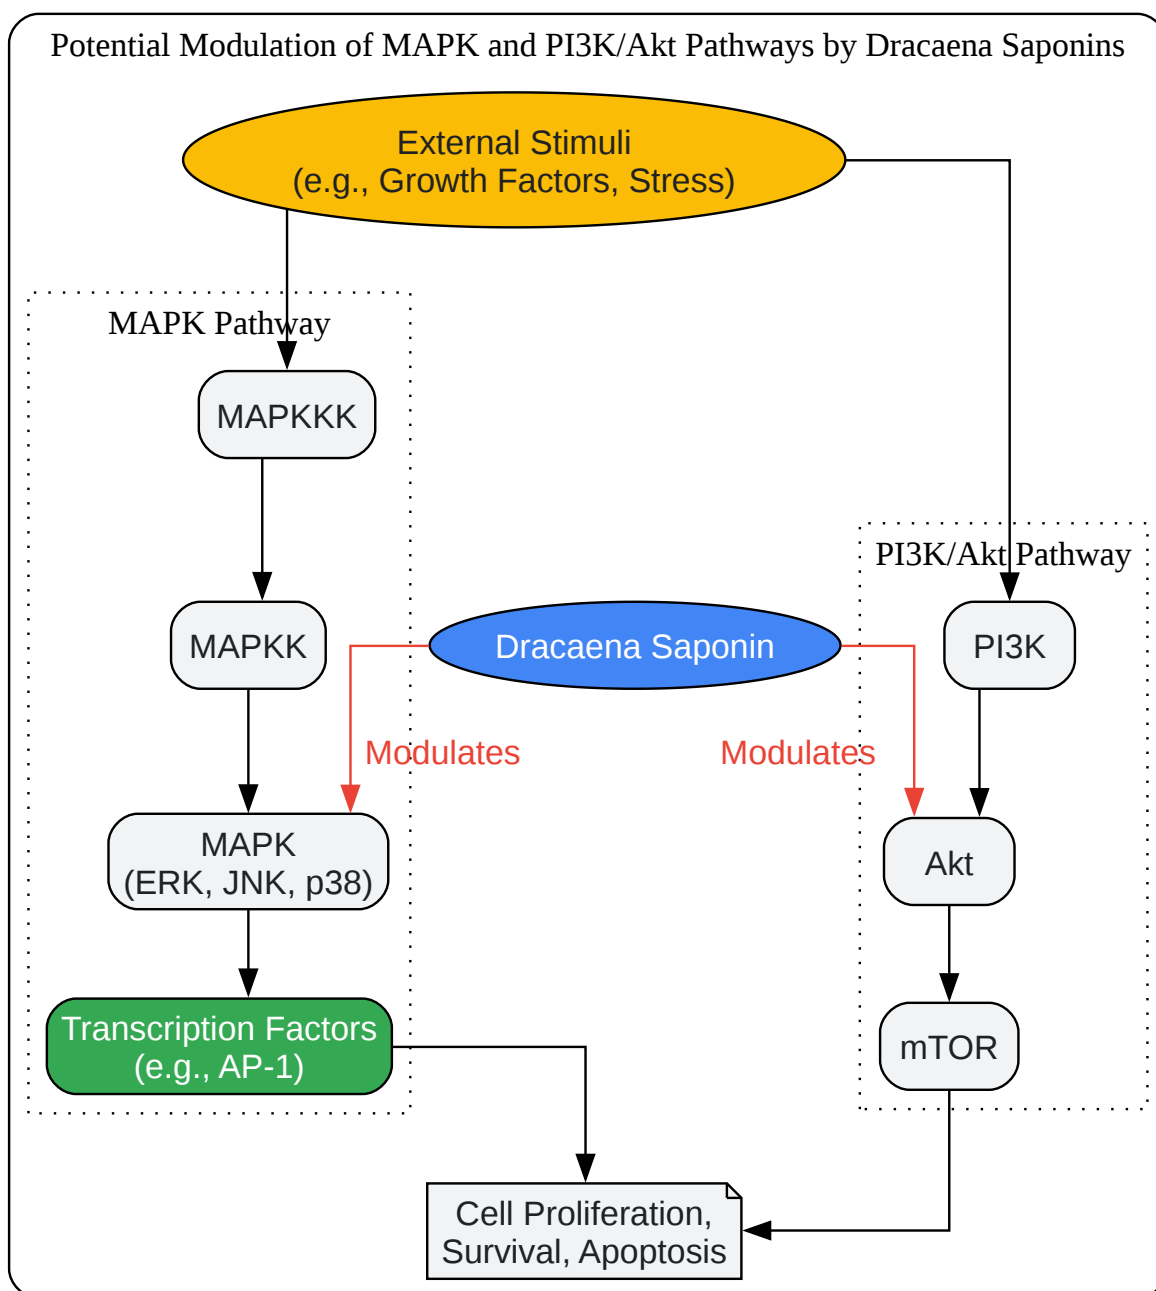 Potential Modulation of MAPK and PI3K/Akt Pathways by Dracaena Saponins
External Stimuli
(e.g., Growth Factors, Stress)
MAPK Pathway
MAPKKK
PI3K/Akt Pathway
MAPKK
Dracaena Saponin
PI3K
Modulates
Modulates
MAPK
(ERK, JNK, p38)
Akt
Transcription Factors
(e.g., AP-1)
mTOR
Cell Proliferation,
Survival, Apoptosis